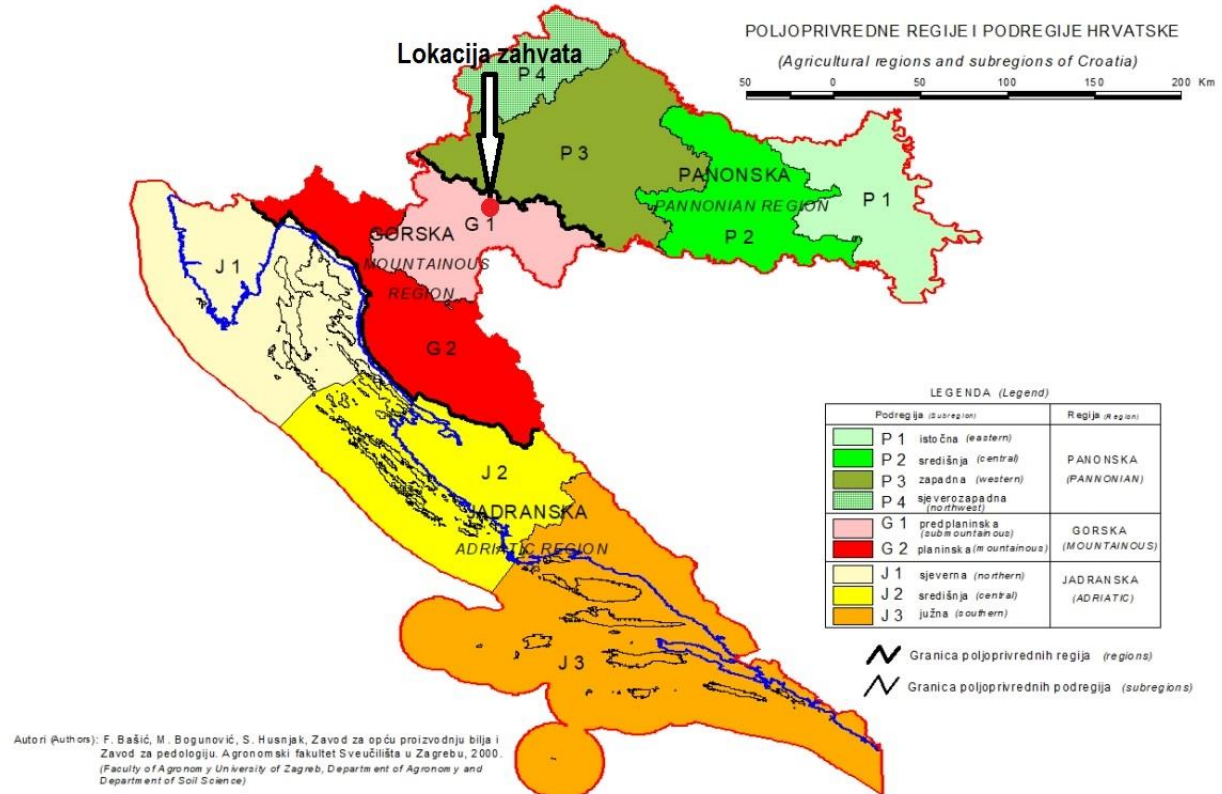 POLJOPRIVREDNE REGIJE I PODREGIJE HRVATSKE
(Agricultural regions and subregions of Croatia)
50 0 50 100 150 200 Km
Lokacija zahvata
P 4
P 3
PANONSKA
PANNONIAN REGION
P 1
P 2
G 1
GORSKA
MOUNTAINOUS
REGION
J 1
G 2
J 2
JADRANSKA
ADRIATIC REGION
J 3
LEGENDA (Legend)
Podregija (Subregion) Regija (Region)
P 1 istočna (eastern)
P 2 središnja (central)
P 3 zapadna (western)
P 4 sjeverozapadna
(northwest)
PANONSKA
(PANNONIAN)
G 1 predplaninska
(submountainous)
G 2 planinska (mountainous)
GORSKA
(MOUNTAINOUS)
J 1 sjeverna (northern)
J 2 središnja (central)
J 3 južna (southern)
JADRANSKA
(ADRIATIC)
Granica poljoprivrednih regija (regions)
Granica poljoprivrednih podregija (subregions)
Autori (Authors): F. Bašić, M. Bogunović, S. Husnjak, Zavod za opću proizvodnju bilja i
Zavod za pedologiju. Agronomski fakultet Sveučilišta u Zagrebu, 2000.
(Faculty of Agronomy University of Zagreb, Department of Agronomy and
Department of Soil Science)